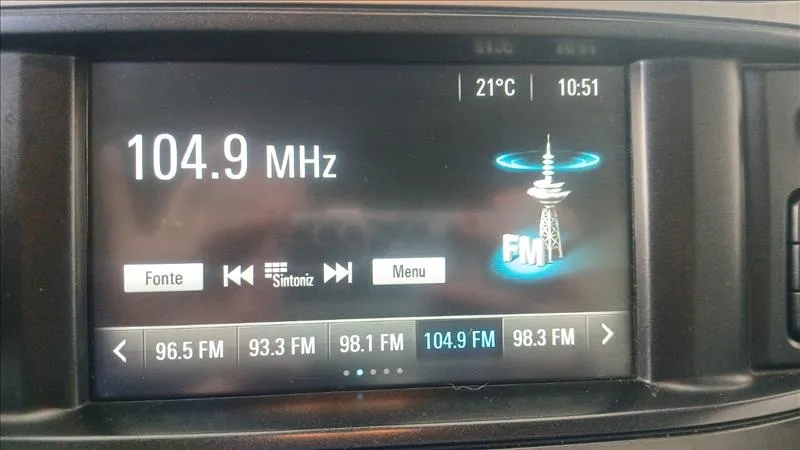 21°C 10:51
104.9 MHz
FM
Fonte Sintoniz Menu
96.5 FM 93.3 FM 98.1 FM 104.9 FM 98.3 FM